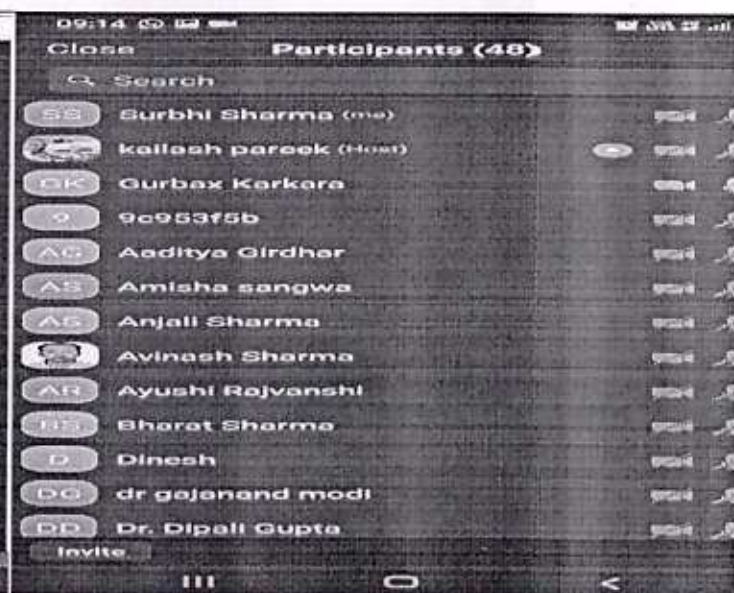 09:14
Close Participants (48)
Search
SS Surbhi Sharma (me)
kailash pareek (Host)
GK Gurbax Karkara
9 9c953f5b
AG Aaditya Girdhar
AS Amisha sangwa
AS Anjali Sharma
Avinash Sharma
AR Ayushi Rajvanshi
BS Bharat Sharma
D Dinesh
DG dr gajanand modi
DD Dr. Dipali Gupta
Invite